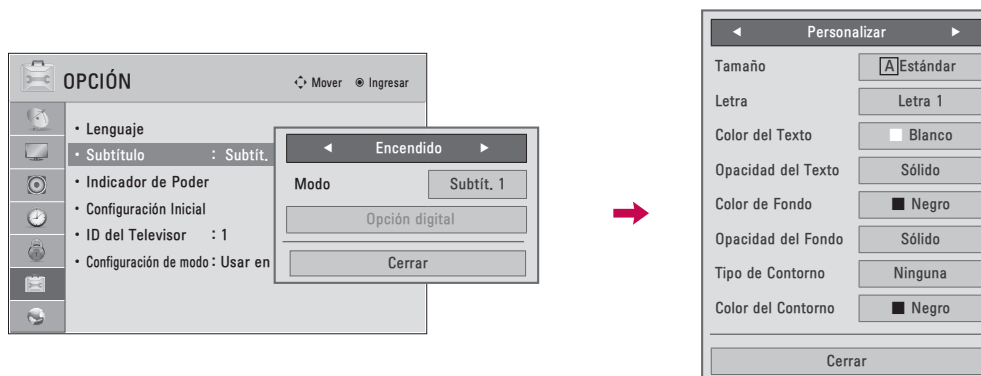 OPCIÓN
Mover Ingresar
• Lenguaje
• Subtítulo : Subtít.
• Indicador de Poder
• Configuración Inicial
• ID del Televisor : 1
• Configuración de modo : Usar en
◄ Encendido ►
Modo Subtít. 1
Opción digital
Cerrar
◄ Personalizar ►
Tamaño A Estándar
Letra Letra 1
Color del Texto Blanco
Opacidad del Texto Sólido
Color de Fondo Negro
Opacidad del Fondo Sólido
Tipo de Contorno Ninguna
Color del Contorno Negro
Cerrar